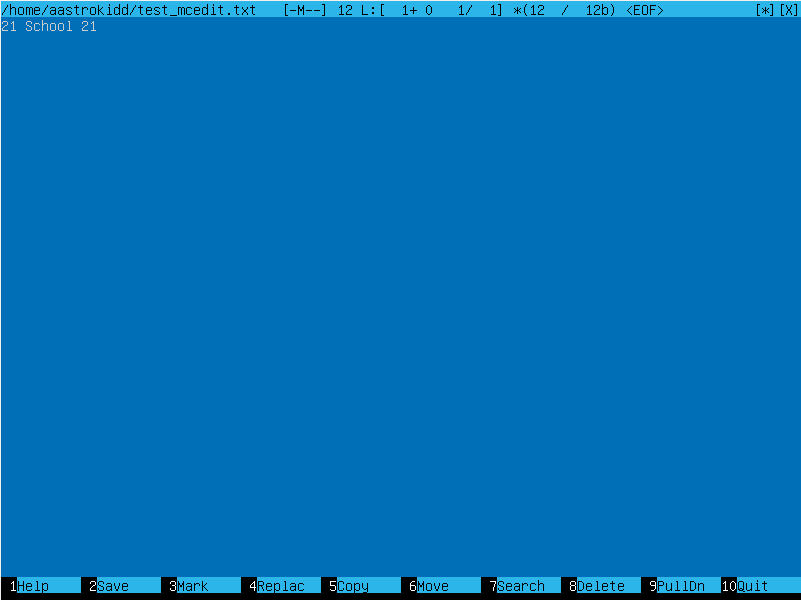 /home/aastrokidd/test_mcedit.txt   [-M--] 12 L:[  1+ 0   1/  1] *(12  /  12b) <EOF>            [*][X]
21 School 21
1Help 2Save 3Mark 4Replac 5Copy 6Move 7Search 8Delete 9PullDn 10Quit